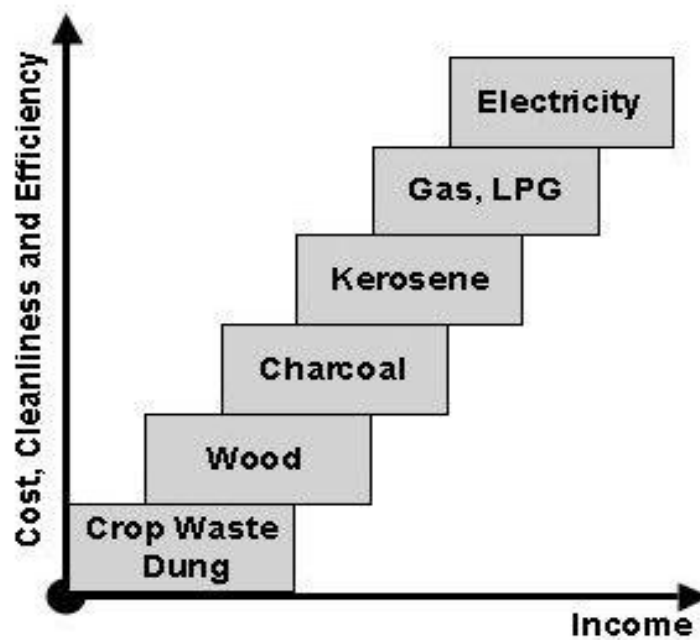 Cost, Cleanliness and Efficiency
Electricity
Gas, LPG
Kerosene
Charcoal
Wood
Crop Waste
Dung
Income